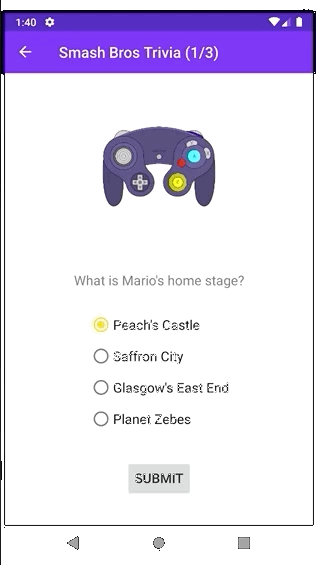 1:40
Smash Bros Trivia (1/3)
What is Mario's home stage?
Peach's Castle
Saffron City
Glasgow's East End
Planet Zebes
SUBMIT